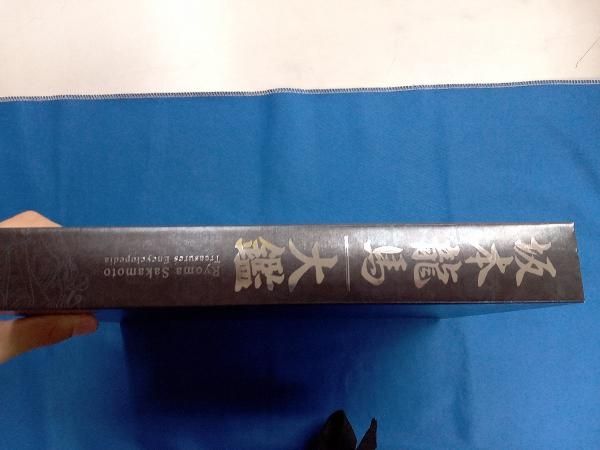 坂本龍馬
大鑑
Ryoma Sakamoto
Treasures Encyclopedia